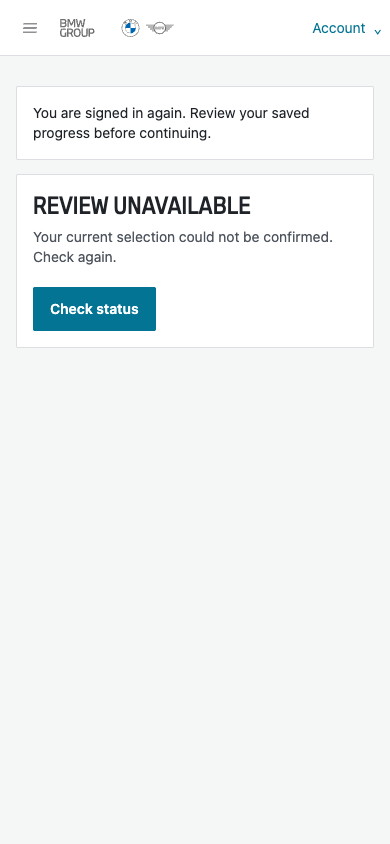 BMW
GROUP
Account
You are signed in again. Review your saved
progress before continuing.
REVIEW UNAVAILABLE
Your current selection could not be confirmed.
Check again.
Check status